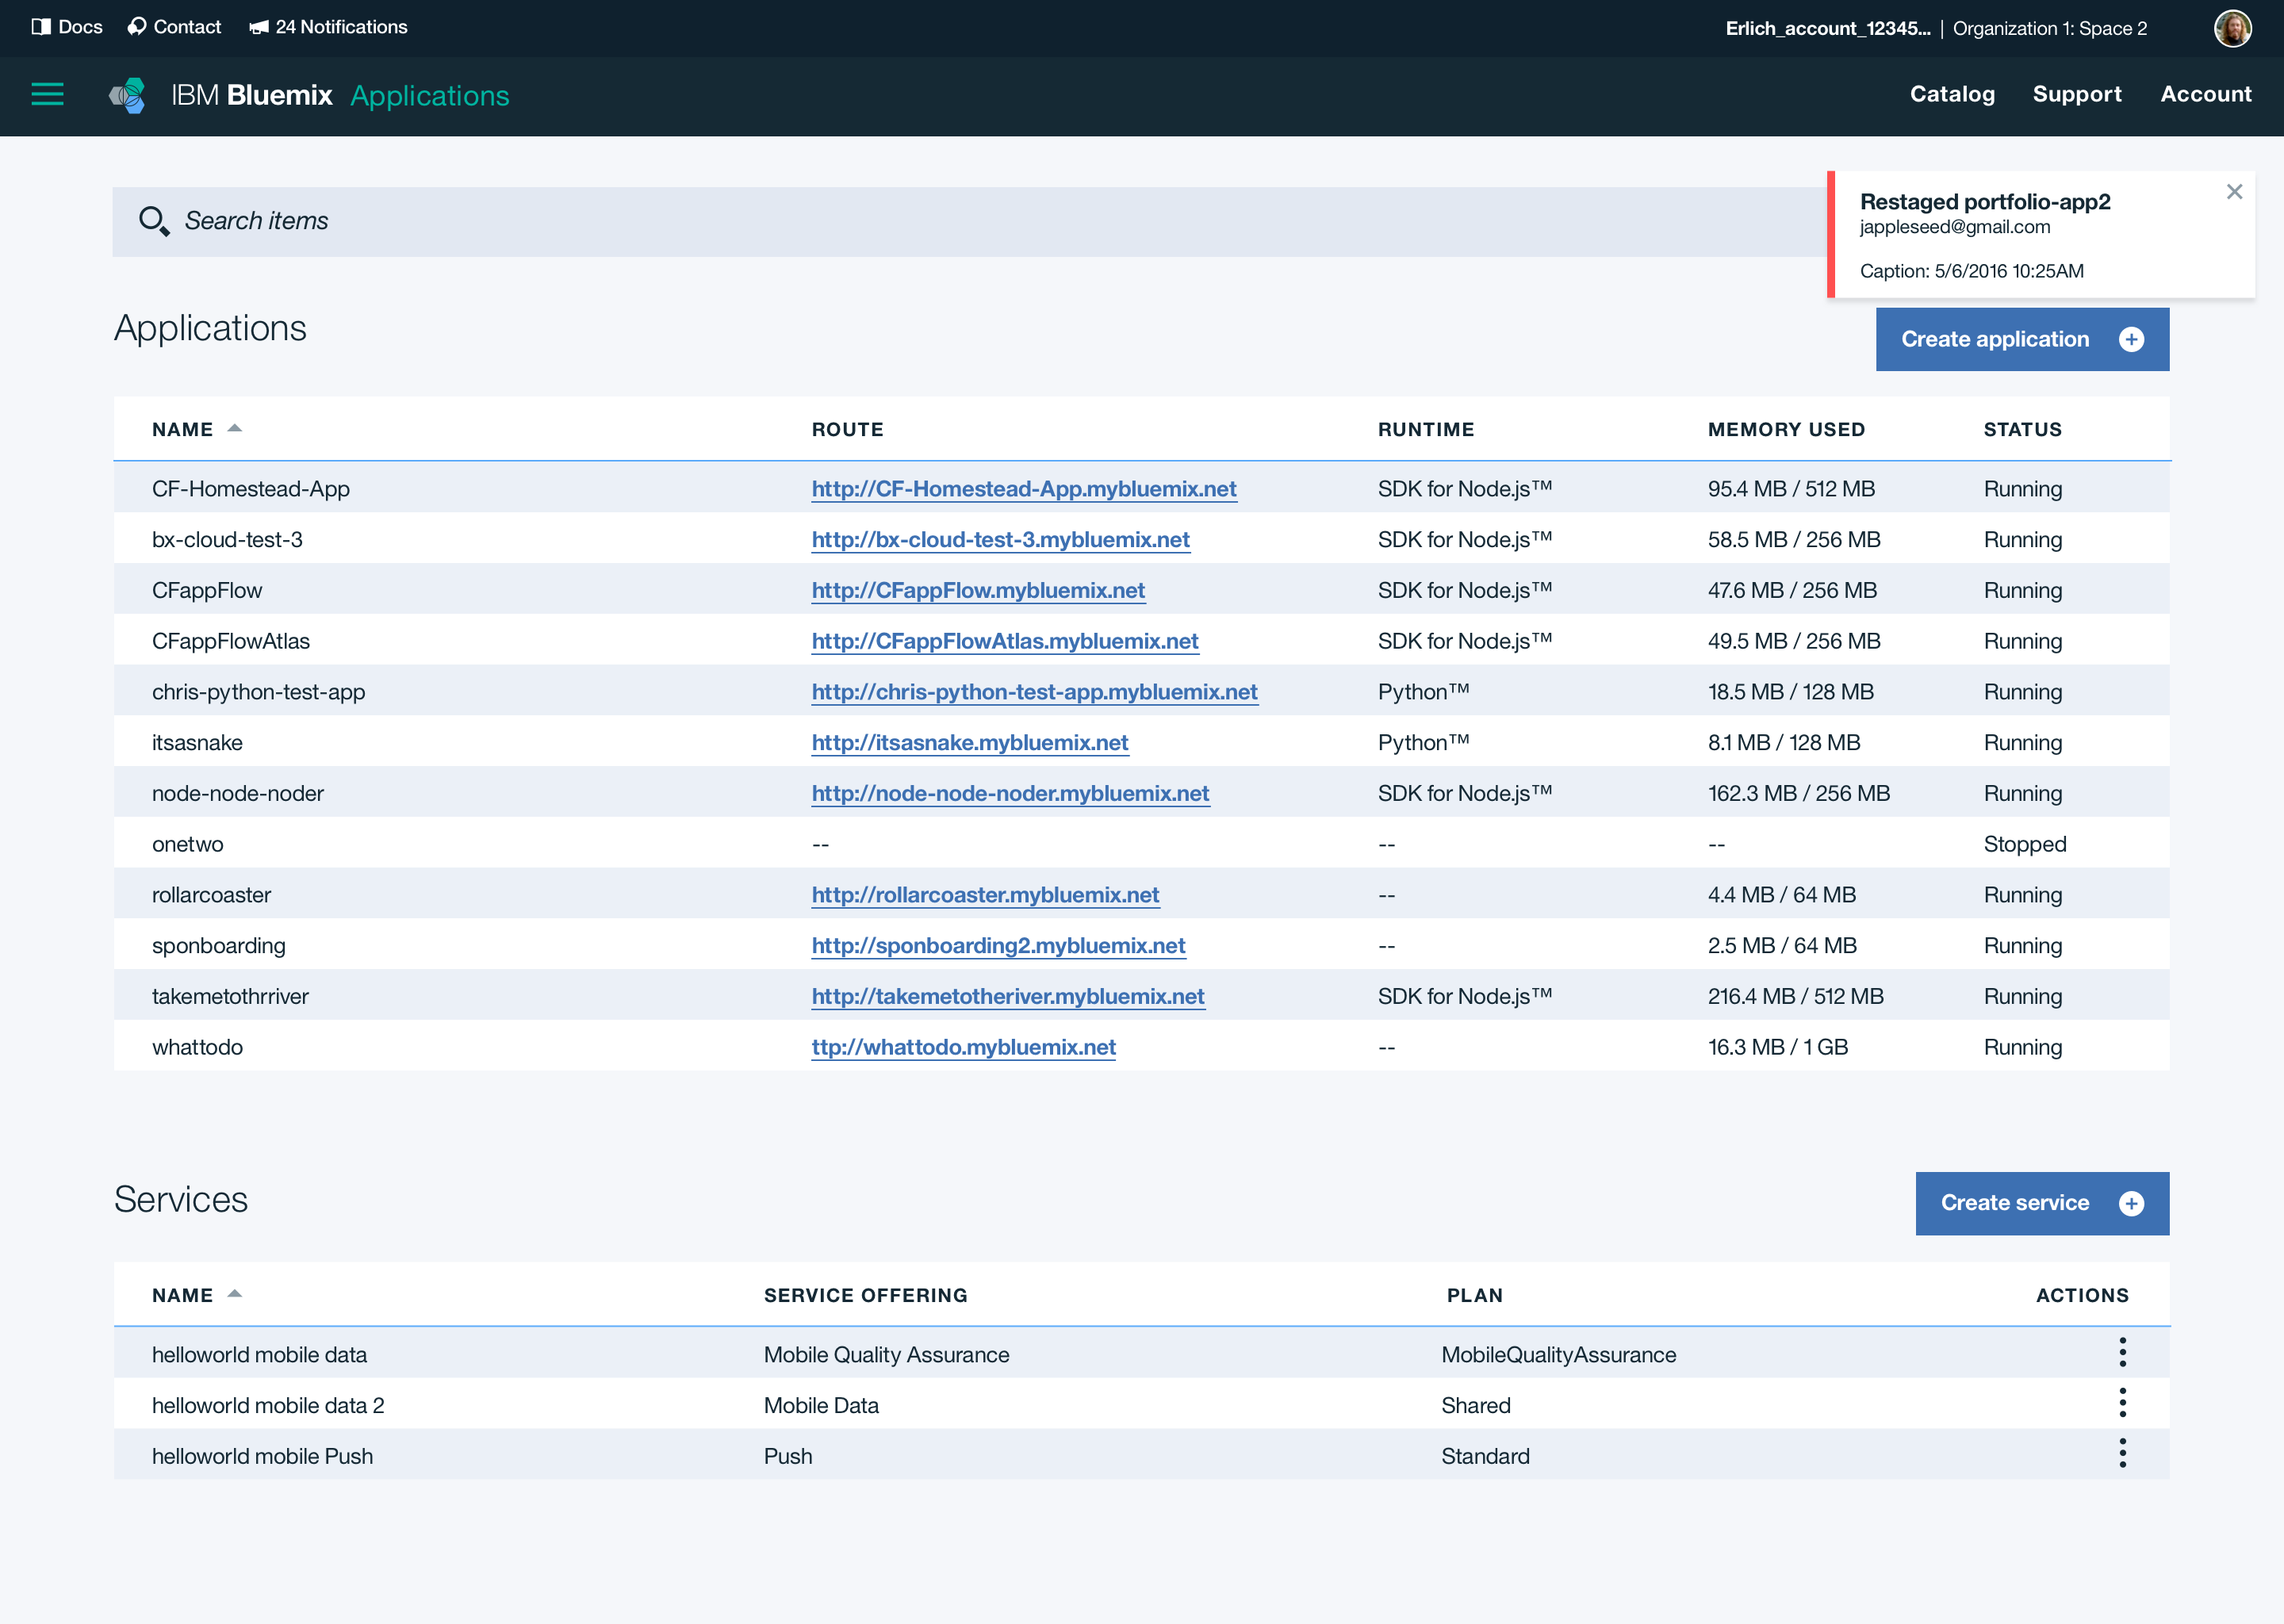 Docs Contact 24 Notifications Erlich_account_12345... | Organization 1: Space 2
IBM Bluemix Applications Catalog Support Account
Search items
Restaged portfolio-app2
jappleseed@gmail.com
Caption: 5/6/2016 10:25AM
Applications
Create application
NAME ROUTE RUNTIME MEMORY USED STATUS
CF-Homestead-App http://CF-Homestead-App.mybluemix.net SDK for Node.js™ 95.4 MB / 512 MB Running
bx-cloud-test-3 http://bx-cloud-test-3.mybluemix.net SDK for Node.js™ 58.5 MB / 256 MB Running
CFappFlow http://CFappFlow.mybluemix.net SDK for Node.js™ 47.6 MB / 256 MB Running
CFappFlowAtlas http://CFappFlowAtlas.mybluemix.net SDK for Node.js™ 49.5 MB / 256 MB Running
chris-python-test-app http://chris-python-test-app.mybluemix.net Python™ 18.5 MB / 128 MB Running
itsasnake http://itsasnake.mybluemix.net Python™ 8.1 MB / 128 MB Running
node-node-noder http://node-node-noder.mybluemix.net SDK for Node.js™ 162.3 MB / 256 MB Running
onetwo -- -- -- Stopped
rollarcoaster http://rollarcoaster.mybluemix.net -- 4.4 MB / 64 MB Running
sponboarding http://sponboarding2.mybluemix.net -- 2.5 MB / 64 MB Running
takemetothrriver http://takemetotheriver.mybluemix.net SDK for Node.js™ 216.4 MB / 512 MB Running
whattodo ttp://whattodo.mybluemix.net -- 16.3 MB / 1 GB Running
Services
Create service
NAME SERVICE OFFERING PLAN ACTIONS
helloworld mobile data Mobile Quality Assurance MobileQualityAssurance
helloworld mobile data 2 Mobile Data Shared
helloworld mobile Push Push Standard